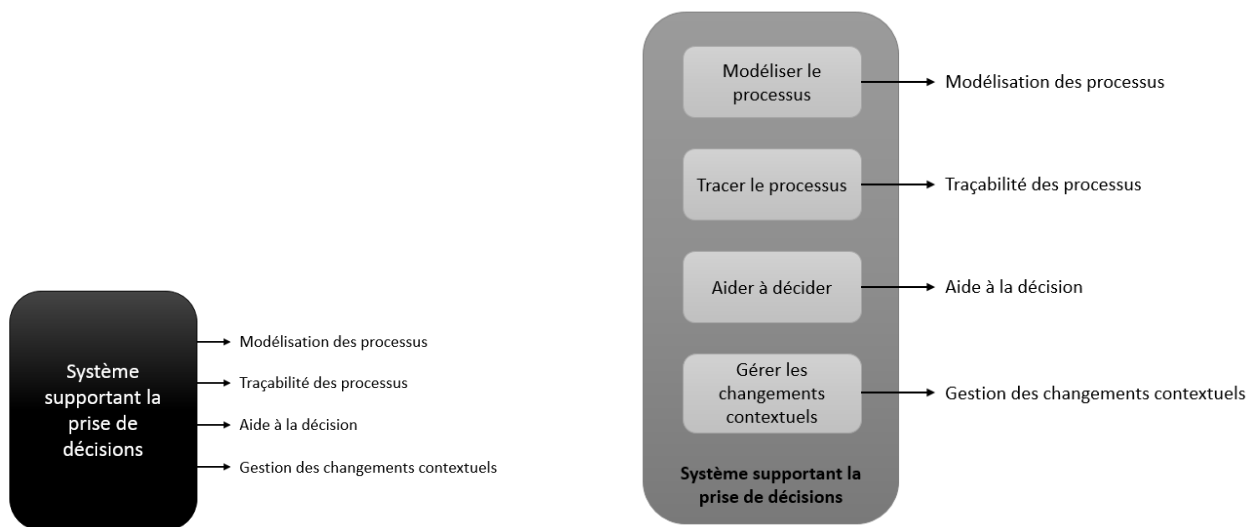 Système
supportant la
prise de
décisions
Modélisation des processus
Traçabilité des processus
Aide à la décision
Gestion des changements contextuels
Modéliser le
processus
Modélisation des processus
Tracer le processus
Traçabilité des processus
Aider à décider
Aide à la décision
Gérer les
changements
contextuels
Gestion des changements contextuels
Système supportant la
prise de décisions